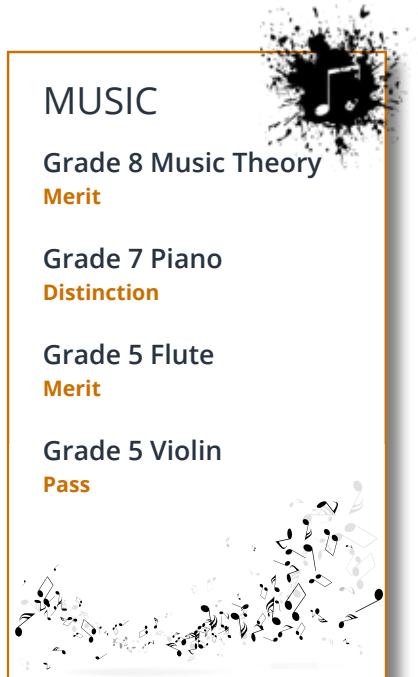 MUSIC
Grade 8 Music Theory
Merit
Grade 7 Piano
Distinction
Grade 5 Flute
Merit
Grade 5 Violin
Pass